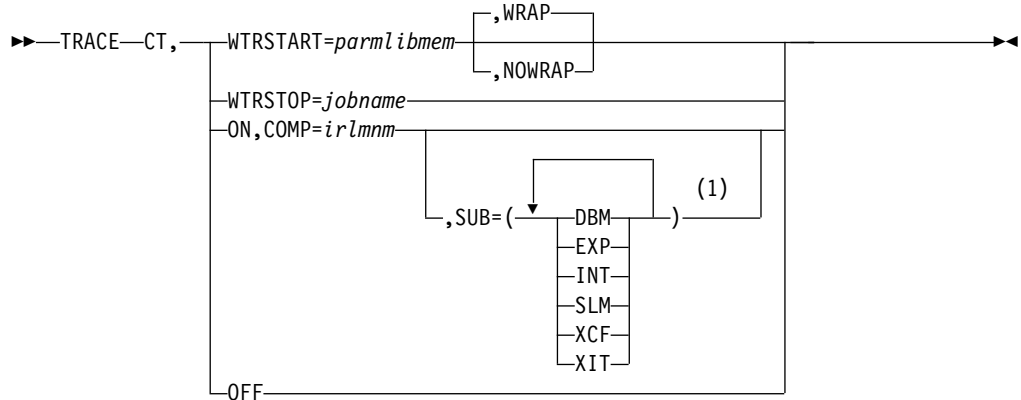 ,WRAP
TRACE CT, WTRSTART=parmlibmem
,NOWRAP
WTRSTOP=jobname
ON,COMP=irlmnm
(1)
,SUB=( DBM )
EXP
INT
SLM
XCF
XIT
OFF